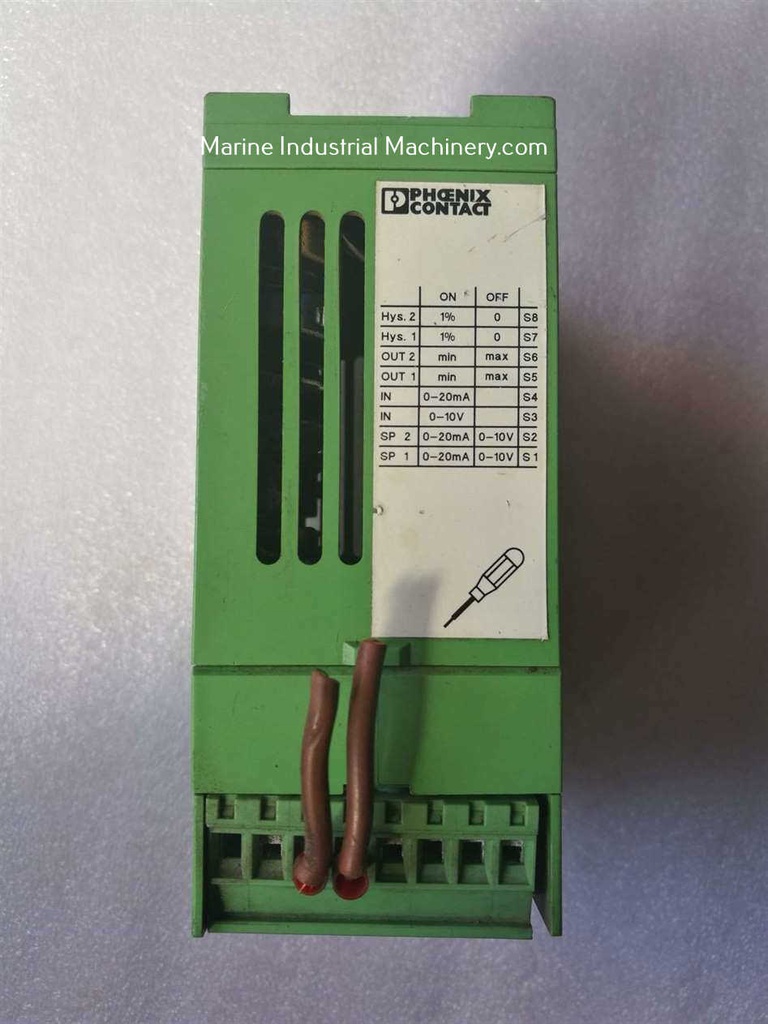 Marine Industrial Machinery.com
PHŒNIX
CONTACT
ON OFF
Hys. 2 1% 0 S8
Hys. 1 1% 0 S7
OUT 2 min max S6
OUT 1 min max S5
IN 0-20mA S4
IN 0-10V S3
SP 2 0-20mA 0-10V S2
SP 1 0-20mA 0-10V S1